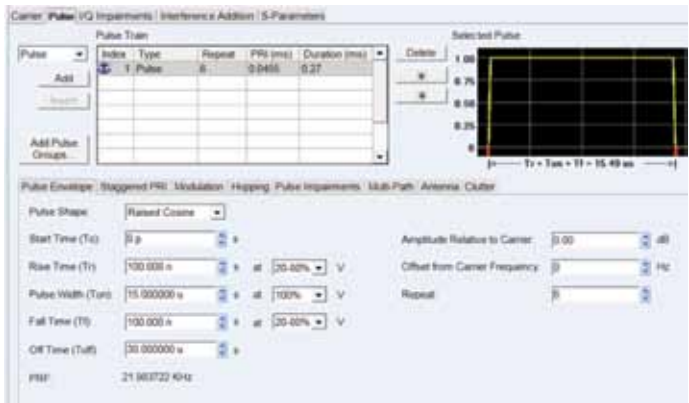 Carrier Pulse I/Q Impairments Interference Addition S-Parameters
Pulse Train
Selected Pulse
Pulse
Index Type Repeat PRI (ms) Duration (ms)
1 Pulse 6 0.0455 0.27
Delete
Add
Insert
Add Pulse
Groups...
1.00
0.75
0.50
0.25
0
Tr + Ton + Tf = 15.49 us
Pulse Envelope Staggered PRI Modulation Hopping Pulse Impairments Multi-Path Antenna Clutter
Pulse Shape: Raised Cosine
Start Time (To): 0 p s
Amplitude Relative to Carrier: 0.00 dB
Rise Time (Tr): 100.000 n s at 20-80% V
Offset from Carrier Frequency: 0 Hz
Pulse Width (Ton): 15.000000 u s at 100% V
Repeat: 6
Fall Time (Tf): 100.000 n s at 20-80% V
Off Time (Toff): 30.000000 u s
PRF: 21.983722 KHz